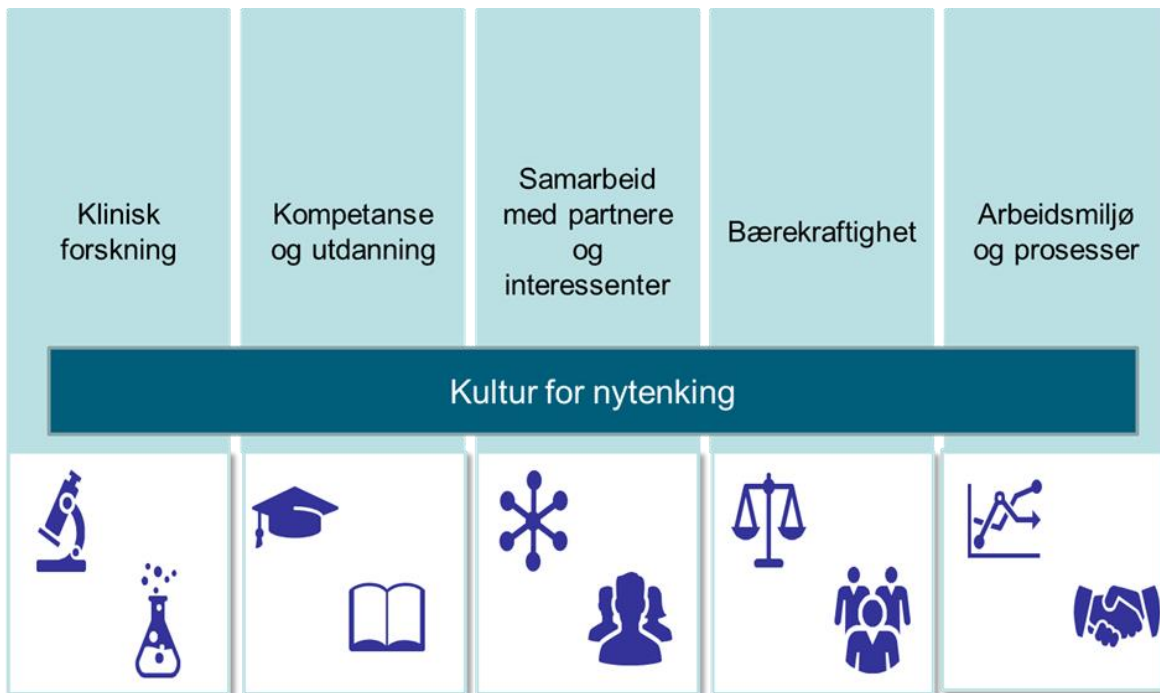 Klinisk
forskning
Kompetanse
og utdanning
Samarbeid
med partnere
og
interessenter
Bærekraftighet
Arbeidsmiljø
og prosesser
Kultur for nytenking